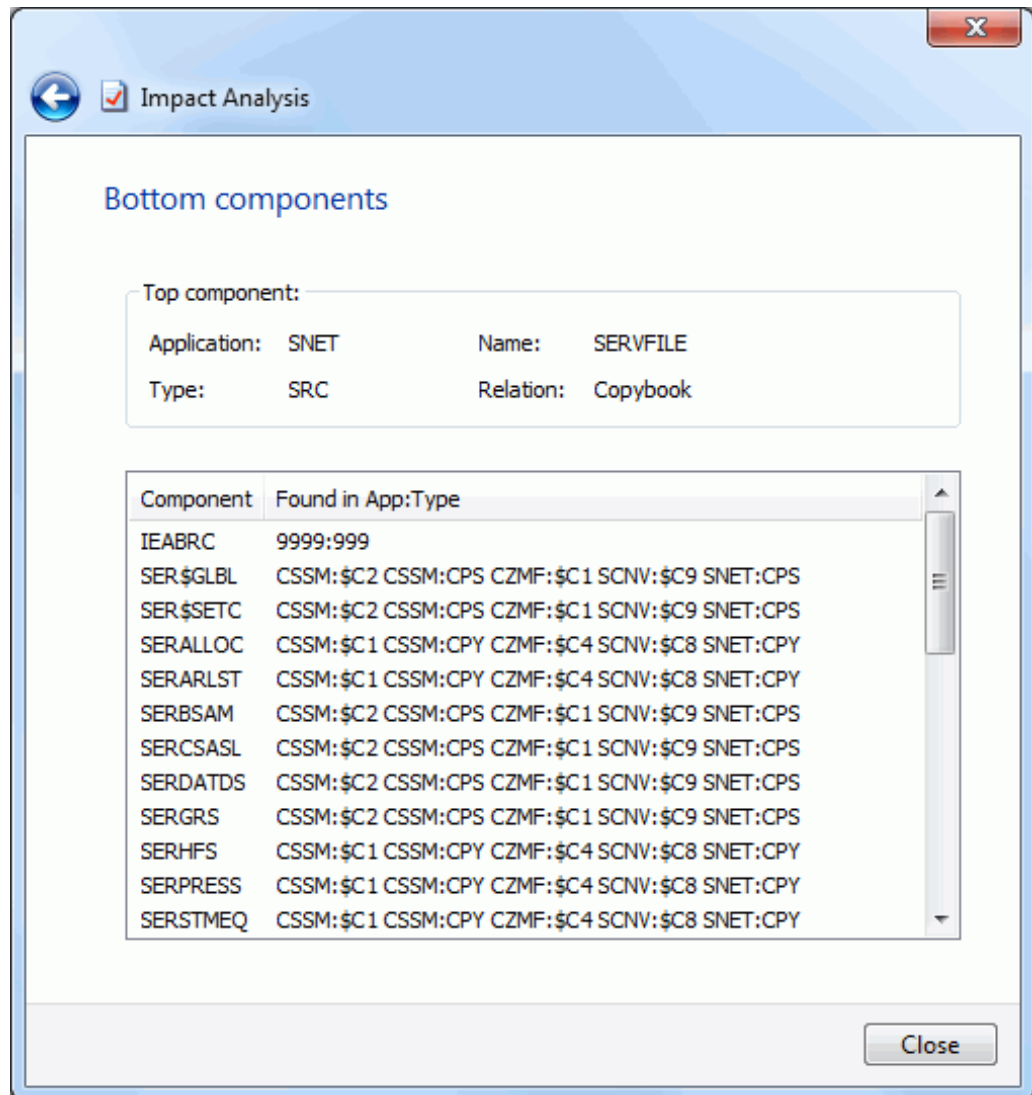 Impact Analysis
Bottom components
Top component:
Application: SNET Name: SERVFILE
Type: SRC Relation: Copybook
Component Found in App:Type
IEABRC 9999:999
SER$GLBL CSSM:$C2 CSSM:CPS CZMF:$C1 SCNV:$C9 SNET:CPS
SER$SETC CSSM:$C2 CSSM:CPS CZMF:$C1 SCNV:$C9 SNET:CPS
SERALLOC CSSM:$C1 CSSM:CPY CZMF:$C4 SCNV:$C8 SNET:CPY
SERARLST CSSM:$C1 CSSM:CPY CZMF:$C4 SCNV:$C8 SNET:CPY
SERBSAM CSSM:$C2 CSSM:CPS CZMF:$C1 SCNV:$C9 SNET:CPS
SERCSASL CSSM:$C2 CSSM:CPS CZMF:$C1 SCNV:$C9 SNET:CPS
SERDATDS CSSM:$C2 CSSM:CPS CZMF:$C1 SCNV:$C9 SNET:CPS
SERGRS CSSM:$C2 CSSM:CPS CZMF:$C1 SCNV:$C9 SNET:CPS
SERHFS CSSM:$C1 CSSM:CPY CZMF:$C4 SCNV:$C8 SNET:CPY
SERPRESS CSSM:$C1 CSSM:CPY CZMF:$C4 SCNV:$C8 SNET:CPY
SERSTMEQ CSSM:$C1 CSSM:CPY CZMF:$C4 SCNV:$C8 SNET:CPY
Close